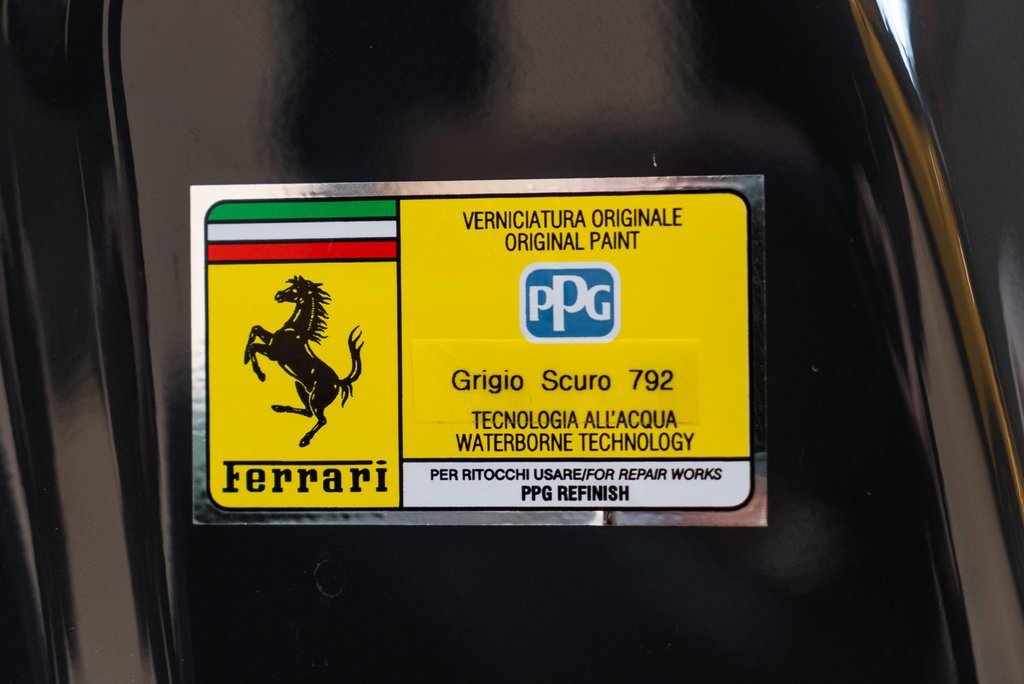 VERNICIATURA ORIGINALE
ORIGINAL PAINT
PPG
Grigio Scuro 792
TECNOLOGIA ALL'ACQUA
WATERBORNE TECHNOLOGY
Ferrari
PER RITOCCHI USARE/FOR REPAIR WORKS
PPG REFINISH